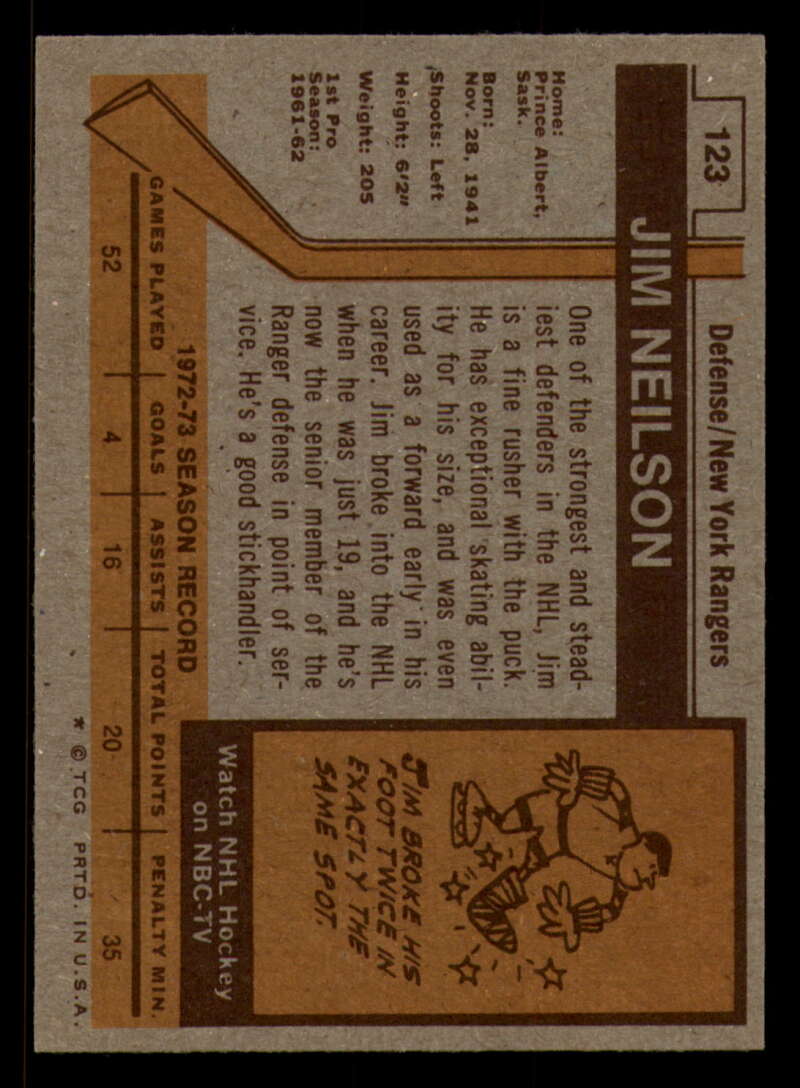 123
Defense/New York Rangers
JIM NEILSON
Home:
Prince Albert,
Sask.
Born:
Nov. 28, 1941
Shoots: Left
Height: 6'2"
Weight: 205
1st Pro
Season:
1961-62
One of the strongest and stead-
iest defenders in the NHL, Jim
is a fine rusher with the puck.
He has exceptional skating abil-
ity for his size, and was even
used as a forward early in his
career. Jim broke into the NHL
when he was just 19, and he's
now the senior member of the
Ranger defense in point of ser-
vice. He's a good stickhandler.
JIM BROKE HIS
FOOT TWICE IN
EXACTLY THE
SAME SPOT.
Watch NHL Hockey
on NBC-TV
1972-73 SEASON RECORD
GAMES PLAYED GOALS ASSISTS TOTAL POINTS PENALTY MIN.
52 4 16 20 35
* © T.C.G. PRTD. IN U.S.A.